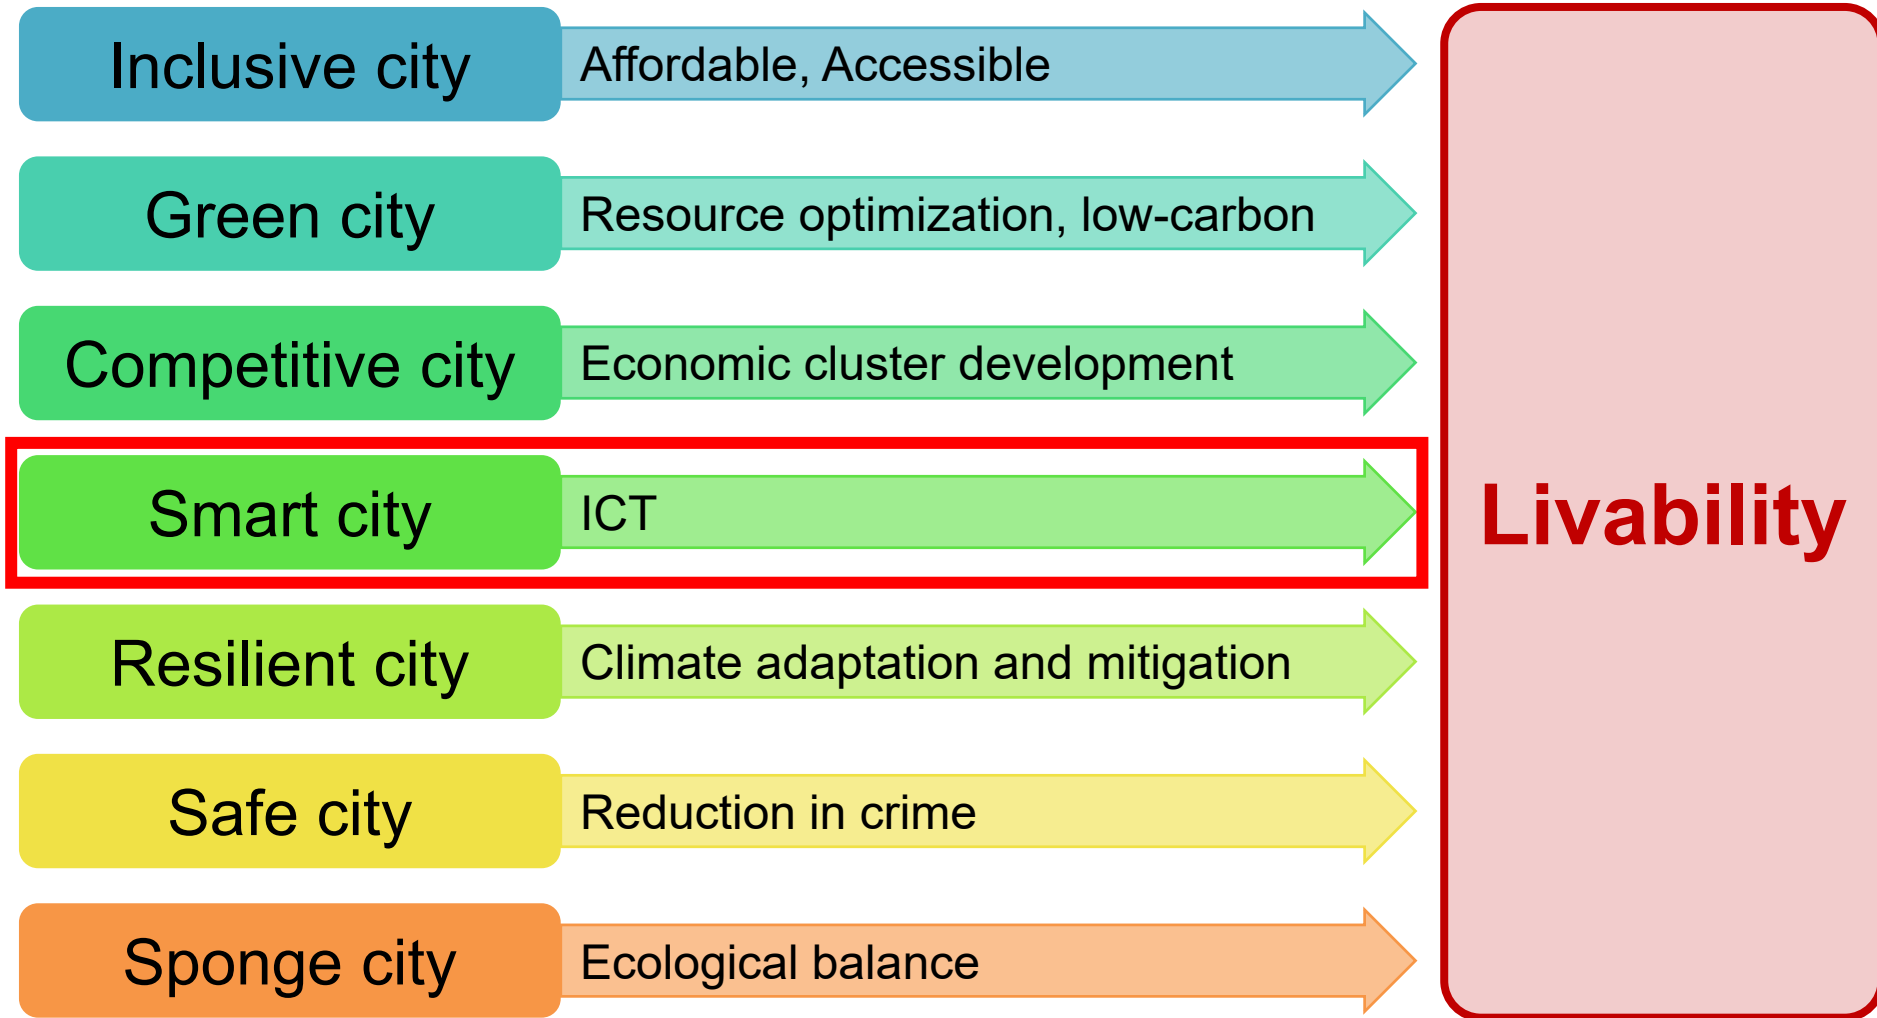 Inclusive city
Affordable, Accessible
Green city
Resource optimization, low-carbon
Competitive city
Economic cluster development
Smart city
ICT
Livability
Resilient city
Climate adaptation and mitigation
Safe city
Reduction in crime
Sponge city
Ecological balance